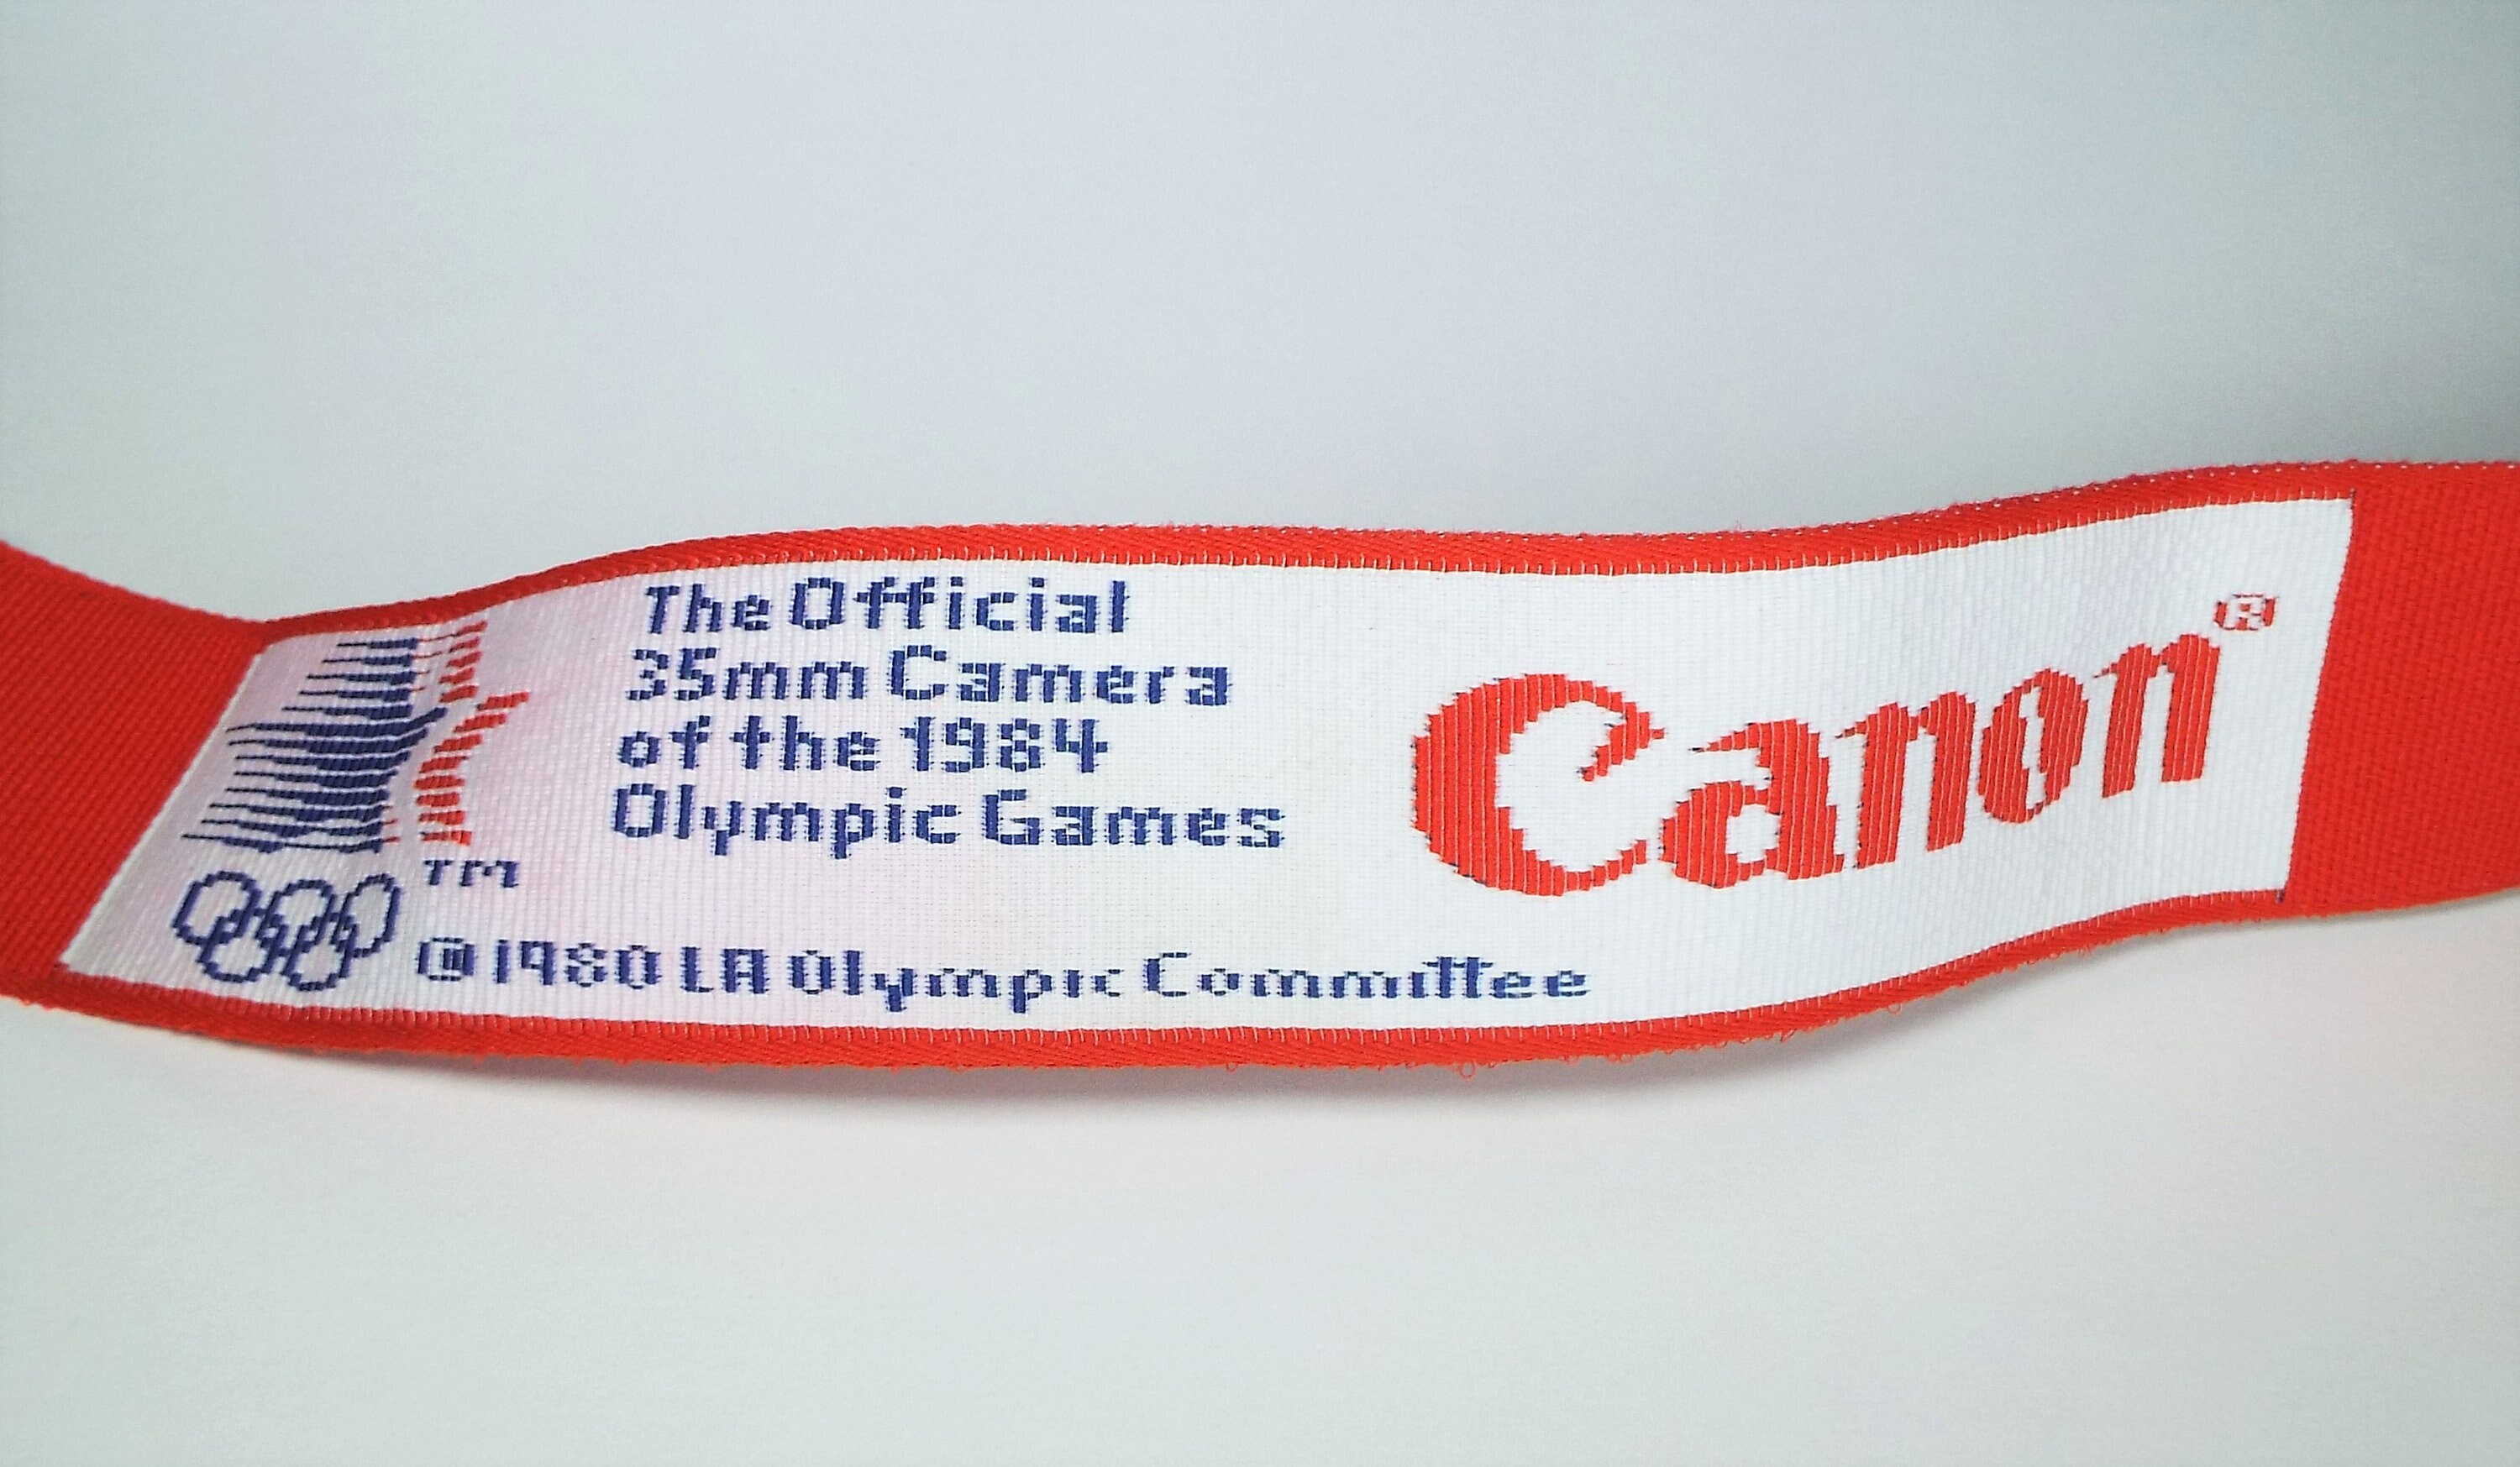 The Official
35mm Camera
of the 1984
Olympic Games
TM
© 1980 LA Olympic Committee
Canon®